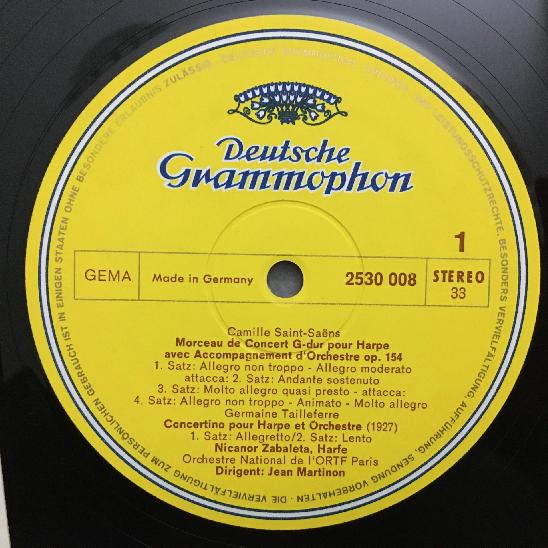 Deutsche
Grammophon
1
GEMA
Made in Germany
2530 008
STEREO
33
Camille Saint-Saëns
Morceau de Concert G-dur pour Harpe
avec Accompagnement d'Orchestre op. 154
1. Satz: Allegro non troppo - Allegro moderato
attacca: 2. Satz: Andante sostenuto
3. Satz: Molto allegro quasi presto - attacca:
4. Satz: Allegro non troppo - Animato - Molto allegro
Germaine Tailleferre
Concertino pour Harpe et Orchestre (1927)
1. Satz: Allegretto/2. Satz: Lento
Nicanor Zabaleta, Harfe
Orchestre National de l'ORTF Paris
Dirigent: Jean Martinon
LEISTUNGSSCHUTZRECHTE, BESONDERS VERVIELFÄLTIGUNG, AUFFÜHRUNG, SENDUNG VORBEHALTEN · DIE VERVIELFÄLTIGUNG ZUM PERSÖNLICHEN GEBRAUCH IST IN EINIGEN STAATEN OHNE BESONDERE ERLAUBNIS ZULÄSSIG ·